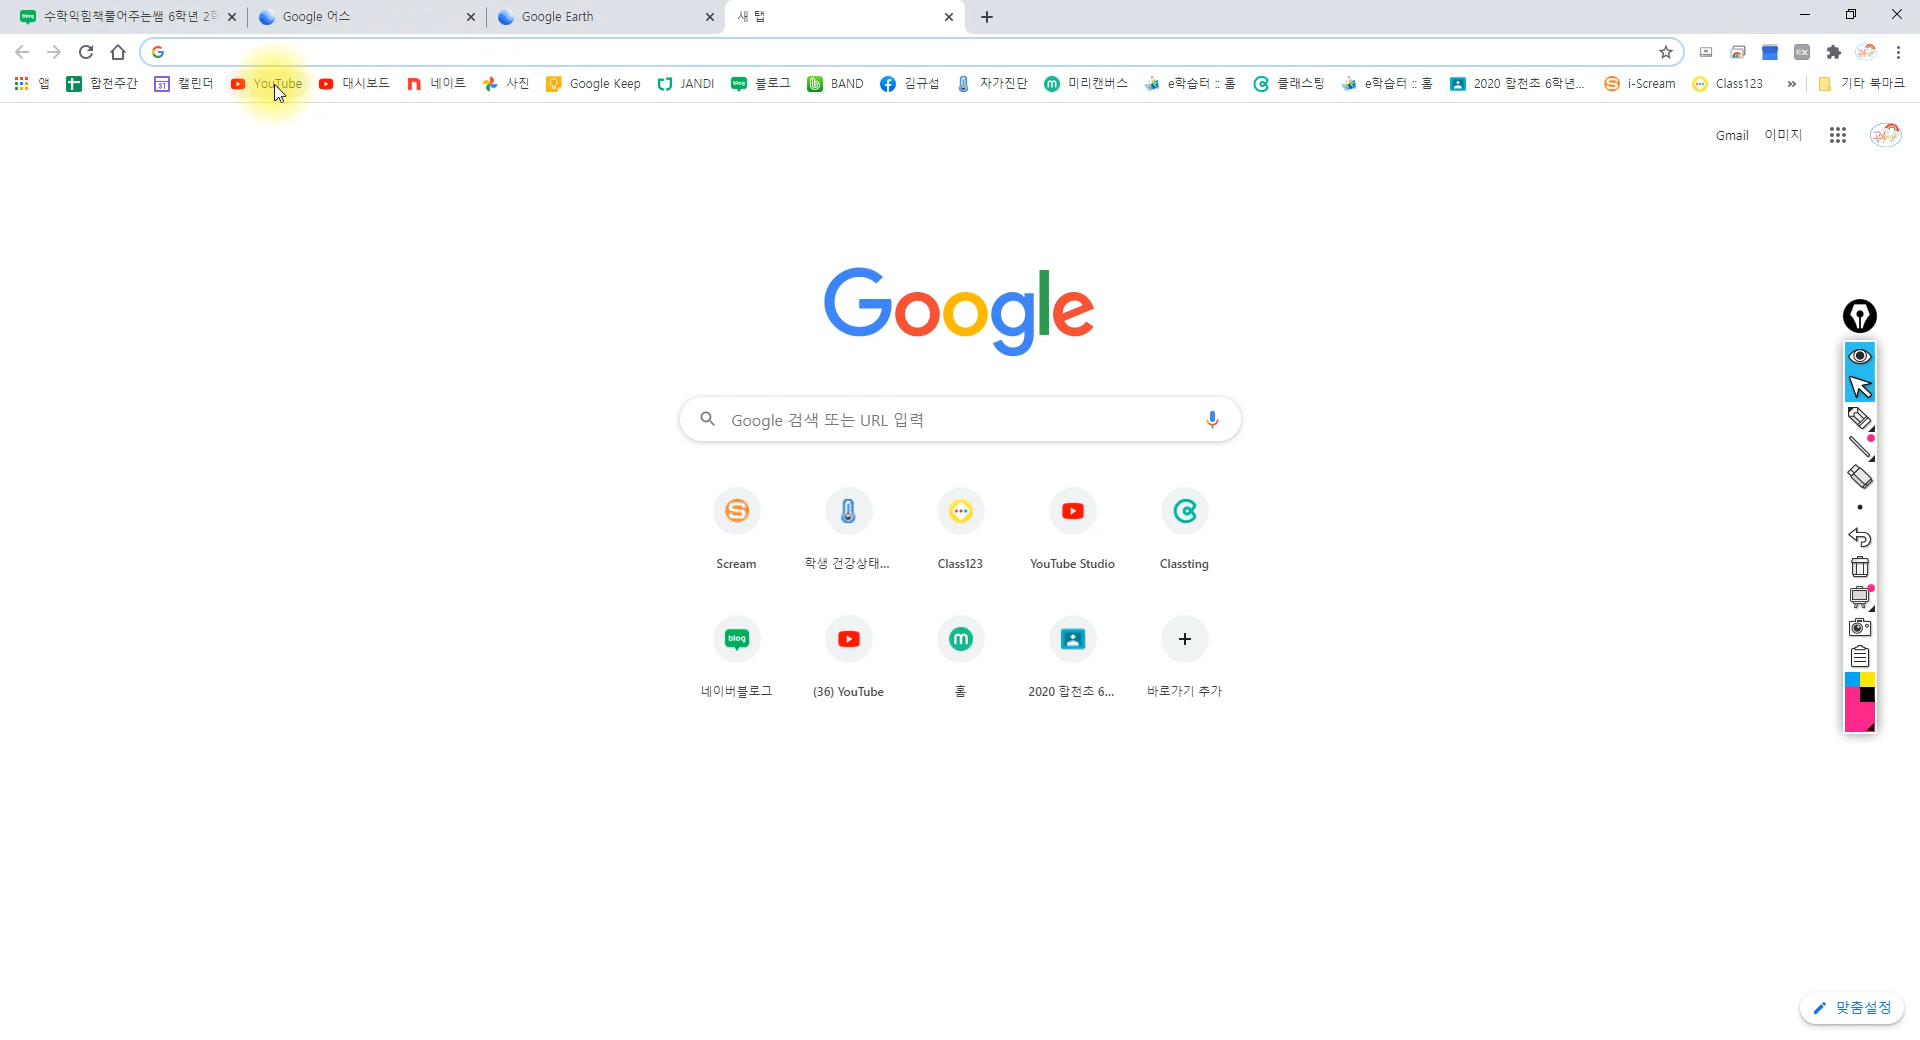 수학익힘책풀어주는쌤 6학년 2학
Google 어스
Google Earth
새 탭
앱 합천주간 캘린더 YouTube 대시보드 네이트 사진 Google Keep JANDI 블로그 BAND 김규섭 자가진단 미리캔버스 e학습터 :: 홈 클래스팅 e학습터 :: 홈 2020 합천초 6학년... i-Scream Class123 » 기타 북마크
Gmail 이미지
Google
Google 검색 또는 URL 입력
Scream 학생 건강상태... Class123 YouTube Studio Classting
blog
네이버블로그 (36) YouTube 홈 2020 합천초 6... 바로가기 추가
맞춤설정